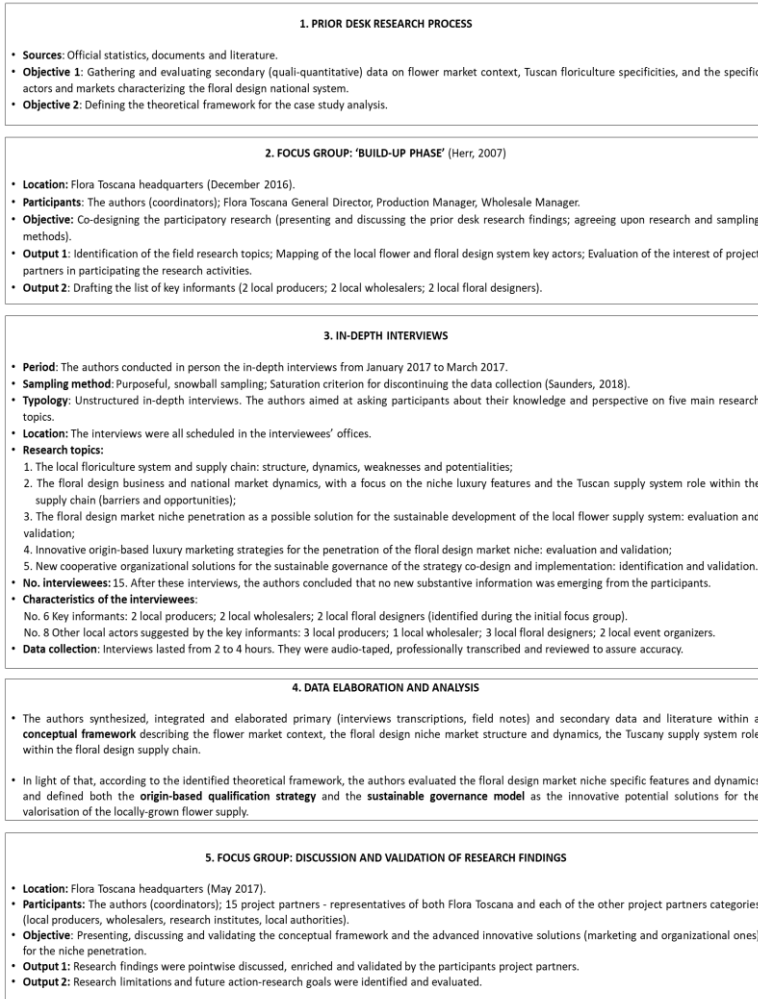 1. PRIOR DESK RESEARCH PROCESS
• Sources: Official statistics, documents and literature.
• Objective 1: Gathering and evaluating secondary (quali-quantitative) data on flower market context, Tuscan floriculture specificities, and the specific
actors and markets characterizing the floral design national system.
• Objective 2: Defining the theoretical framework for the case study analysis.
2. FOCUS GROUP: ‘BUILD-UP PHASE’ (Herr, 2007)
• Location: Flora Toscana headquarters (December 2016).
• Participants: The authors (coordinators); Flora Toscana General Director, Production Manager, Wholesale Manager.
• Objective: Co-designing the participatory research (presenting and discussing the prior desk research findings; agreeing upon research and sampling
methods).
• Output 1: Identification of the field research topics; Mapping of the local flower and floral design system key actors; Evaluation of the interest of project
partners in participating the research activities.
• Output 2: Drafting the list of key informants (2 local producers; 2 local wholesalers; 2 local floral designers).
3. IN-DEPTH INTERVIEWS
• Period: The authors conducted in person the in-depth interviews from January 2017 to March 2017.
• Sampling method: Purposeful, snowball sampling; Saturation criterion for discontinuing the data collection (Saunders, 2018).
• Typology: Unstructured in-depth interviews. The authors aimed at asking participants about their knowledge and perspective on five main research
topics.
• Location: The interviews were all scheduled in the interviewees’ offices.
• Research topics:
1. The local floriculture system and supply chain: structure, dynamics, weaknesses and potentialities;
2. The floral design business and national market dynamics, with a focus on the niche luxury features and the Tuscan supply system role within the
supply chain (barriers and opportunities);
3. The floral design market niche penetration as a possible solution for the sustainable development of the local flower supply system: evaluation and
validation;
4. Innovative origin-based luxury marketing strategies for the penetration of the floral design market niche: evaluation and validation;
5. New cooperative organizational solutions for the sustainable governance of the strategy co-design and implementation: identification and validation.
• No. interviewees: 15. After these interviews, the authors concluded that no new substantive information was emerging from the participants.
• Characteristics of the interviewees:
No. 6 Key informants: 2 local producers; 2 local wholesalers; 2 local floral designers (identified during the initial focus group).
No. 8 Other local actors suggested by the key informants: 3 local producers; 1 local wholesaler; 3 local floral designers; 2 local event organizers.
• Data collection: Interviews lasted from 2 to 4 hours. They were audio-taped, professionally transcribed and reviewed to assure accuracy.
4. DATA ELABORATION AND ANALYSIS
• The authors synthesized, integrated and elaborated primary (interviews transcriptions, field notes) and secondary data and literature within a
conceptual framework describing the flower market context, the floral design niche market structure and dynamics, the Tuscany supply system role
within the floral design supply chain.
• In light of that, according to the identified theoretical framework, the authors evaluated the floral design market niche specific features and dynamics
and defined both the origin-based qualification strategy and the sustainable governance model as the innovative potential solutions for the
valorisation of the locally-grown flower supply.
5. FOCUS GROUP: DISCUSSION AND VALIDATION OF RESEARCH FINDINGS
• Location: Flora Toscana headquarters (May 2017).
• Participants: The authors (coordinators); 15 project partners - representatives of both Flora Toscana and each of the other project partners categories
(local producers, wholesalers, research institutes, local authorities).
• Objective: Presenting, discussing and validating the conceptual framework and the advanced innovative solutions (marketing and organizational ones)
for the niche penetration.
• Output 1: Research findings were pointwise discussed, enriched and validated by the participants project partners.
• Output 2: Research limitations and future action-research goals were identified and evaluated.